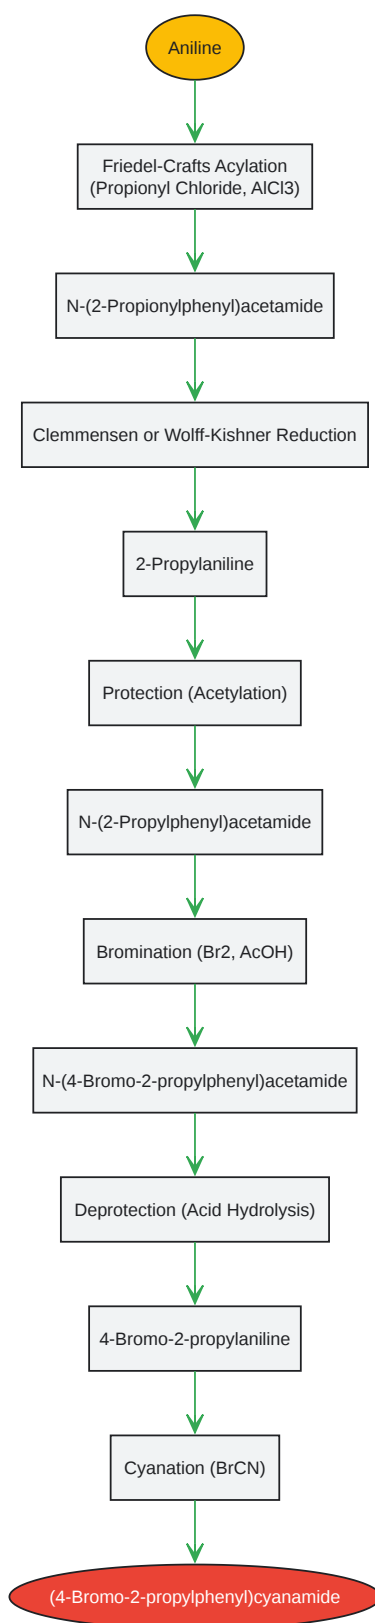 Aniline
Friedel-Crafts Acylation
(Propionyl Chloride, AlCl3)
N-(2-Propionylphenyl)acetamide
Clemmensen or Wolff-Kishner Reduction
2-Propylaniline
Protection (Acetylation)
N-(2-Propylphenyl)acetamide
Bromination (Br2, AcOH)
N-(4-Bromo-2-propylphenyl)acetamide
Deprotection (Acid Hydrolysis)
4-Bromo-2-propylaniline
Cyanation (BrCN)
(4-Bromo-2-propylphenyl)cyanamide